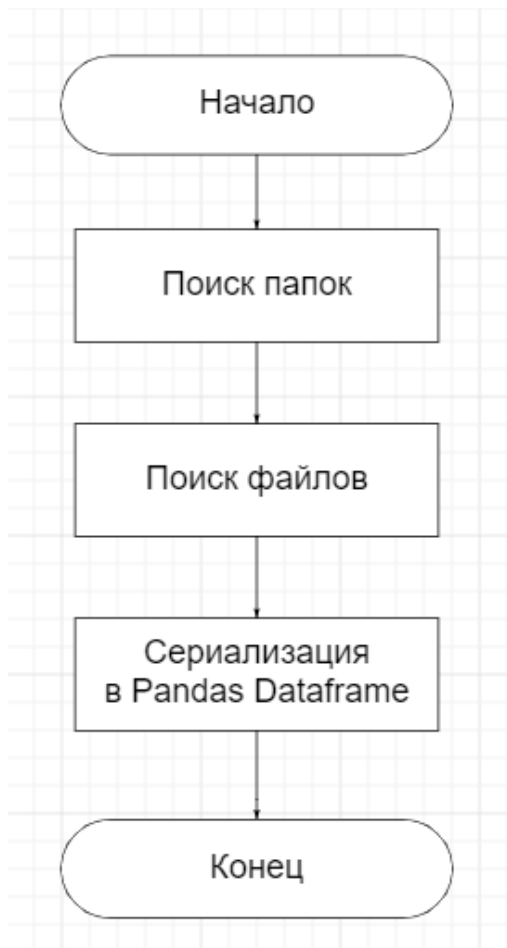 Начало
Поиск папок
Поиск файлов
Сериализация
в Pandas Dataframe
Конец